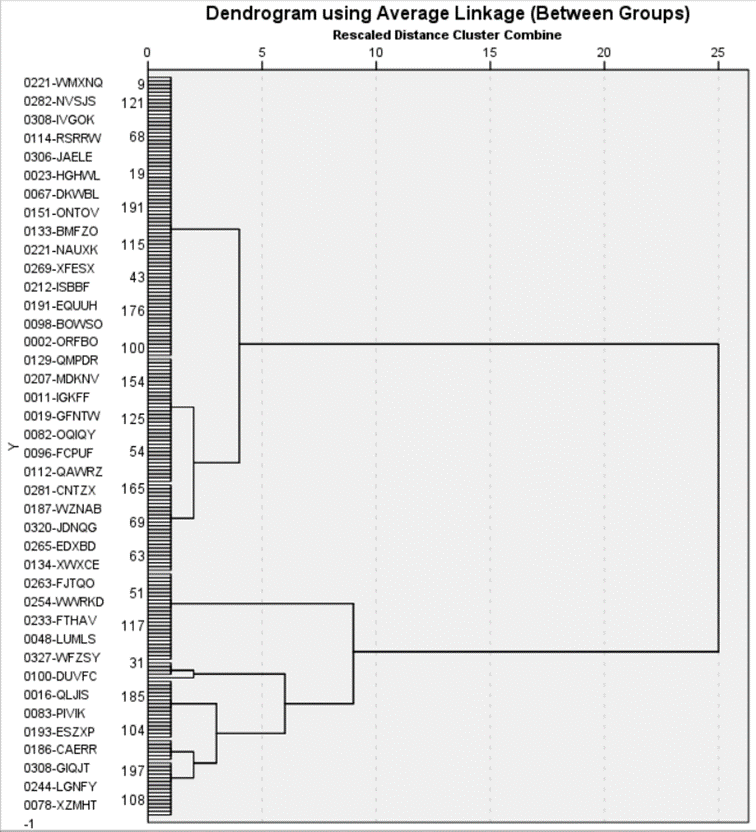 Dendrogram using Average Linkage (Between Groups)
Rescaled Distance Cluster Combine
0 5 10 15 20 25
0221-WMXNQ 9
0282-NVSJS 121
0308-IVGOK
0114-RSRRW 68
0306-JAELE
0023-HGHWL 19
0067-DKWBL
0151-ONTOV 191
0133-BMFZO
0221-NAUXK 115
0269-XFESX
0212-ISBBF 43
0191-EQUUH 176
0098-BOWSO
0002-ORFBO 100
0129-QMPDR
0207-MDKNV 154
0011-IGKFF
0019-GFNTW 125
0082-OQIQY
Y
0096-FCPUF 54
0112-QAWRZ
0281-CNTZX 165
0187-WZNAB
0320-JDNQG 69
0265-EDXBD
0134-XWXCE 63
0263-FJTQO
0254-WWRKD 51
0233-FTHAV 117
0048-LUMLS
0327-WFZSY 31
0100-DUVFC
0016-QLJIS 185
0083-PIVIK
0193-ESZXP 104
0186-CAERR
0308-GIQJT 197
0244-LGNFY
0078-XZMHT 108
-1